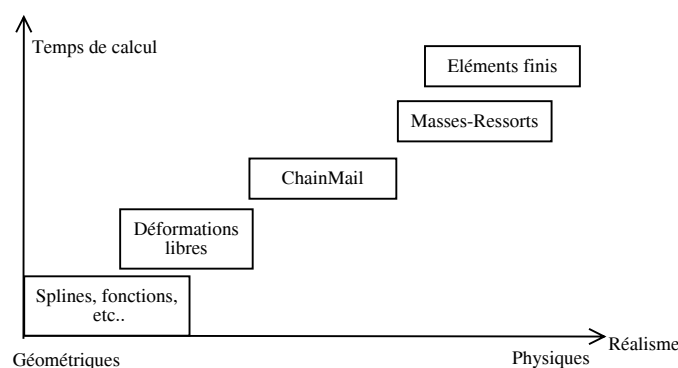 Temps de calcul
Eléments finis
Masses-Ressorts
ChainMail
Déformations
libres
Splines, fonctions,
etc..
Réalisme
Géométriques
Physiques